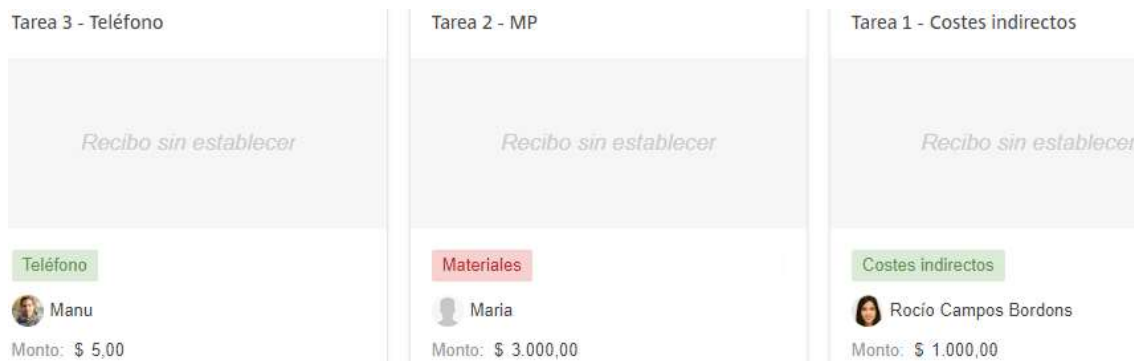 Tarea 3 - Teléfono
Recibo sin establecer
Teléfono
Manu
Monto: $ 5,00
Tarea 2 - MP
Recibo sin establecer
Materiales
Maria
Monto: $ 3.000,00
Tarea 1 - Costes indirectos
Recibo sin establecer
Costes indirectos
Rocío Campos Bordons
Monto: $ 1.000,00